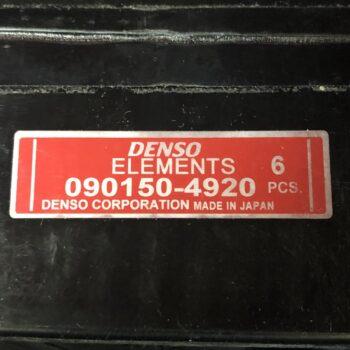 DENSO
ELEMENTS 6
090150-4920 PCS.
DENSO CORPORATION MADE IN JAPAN